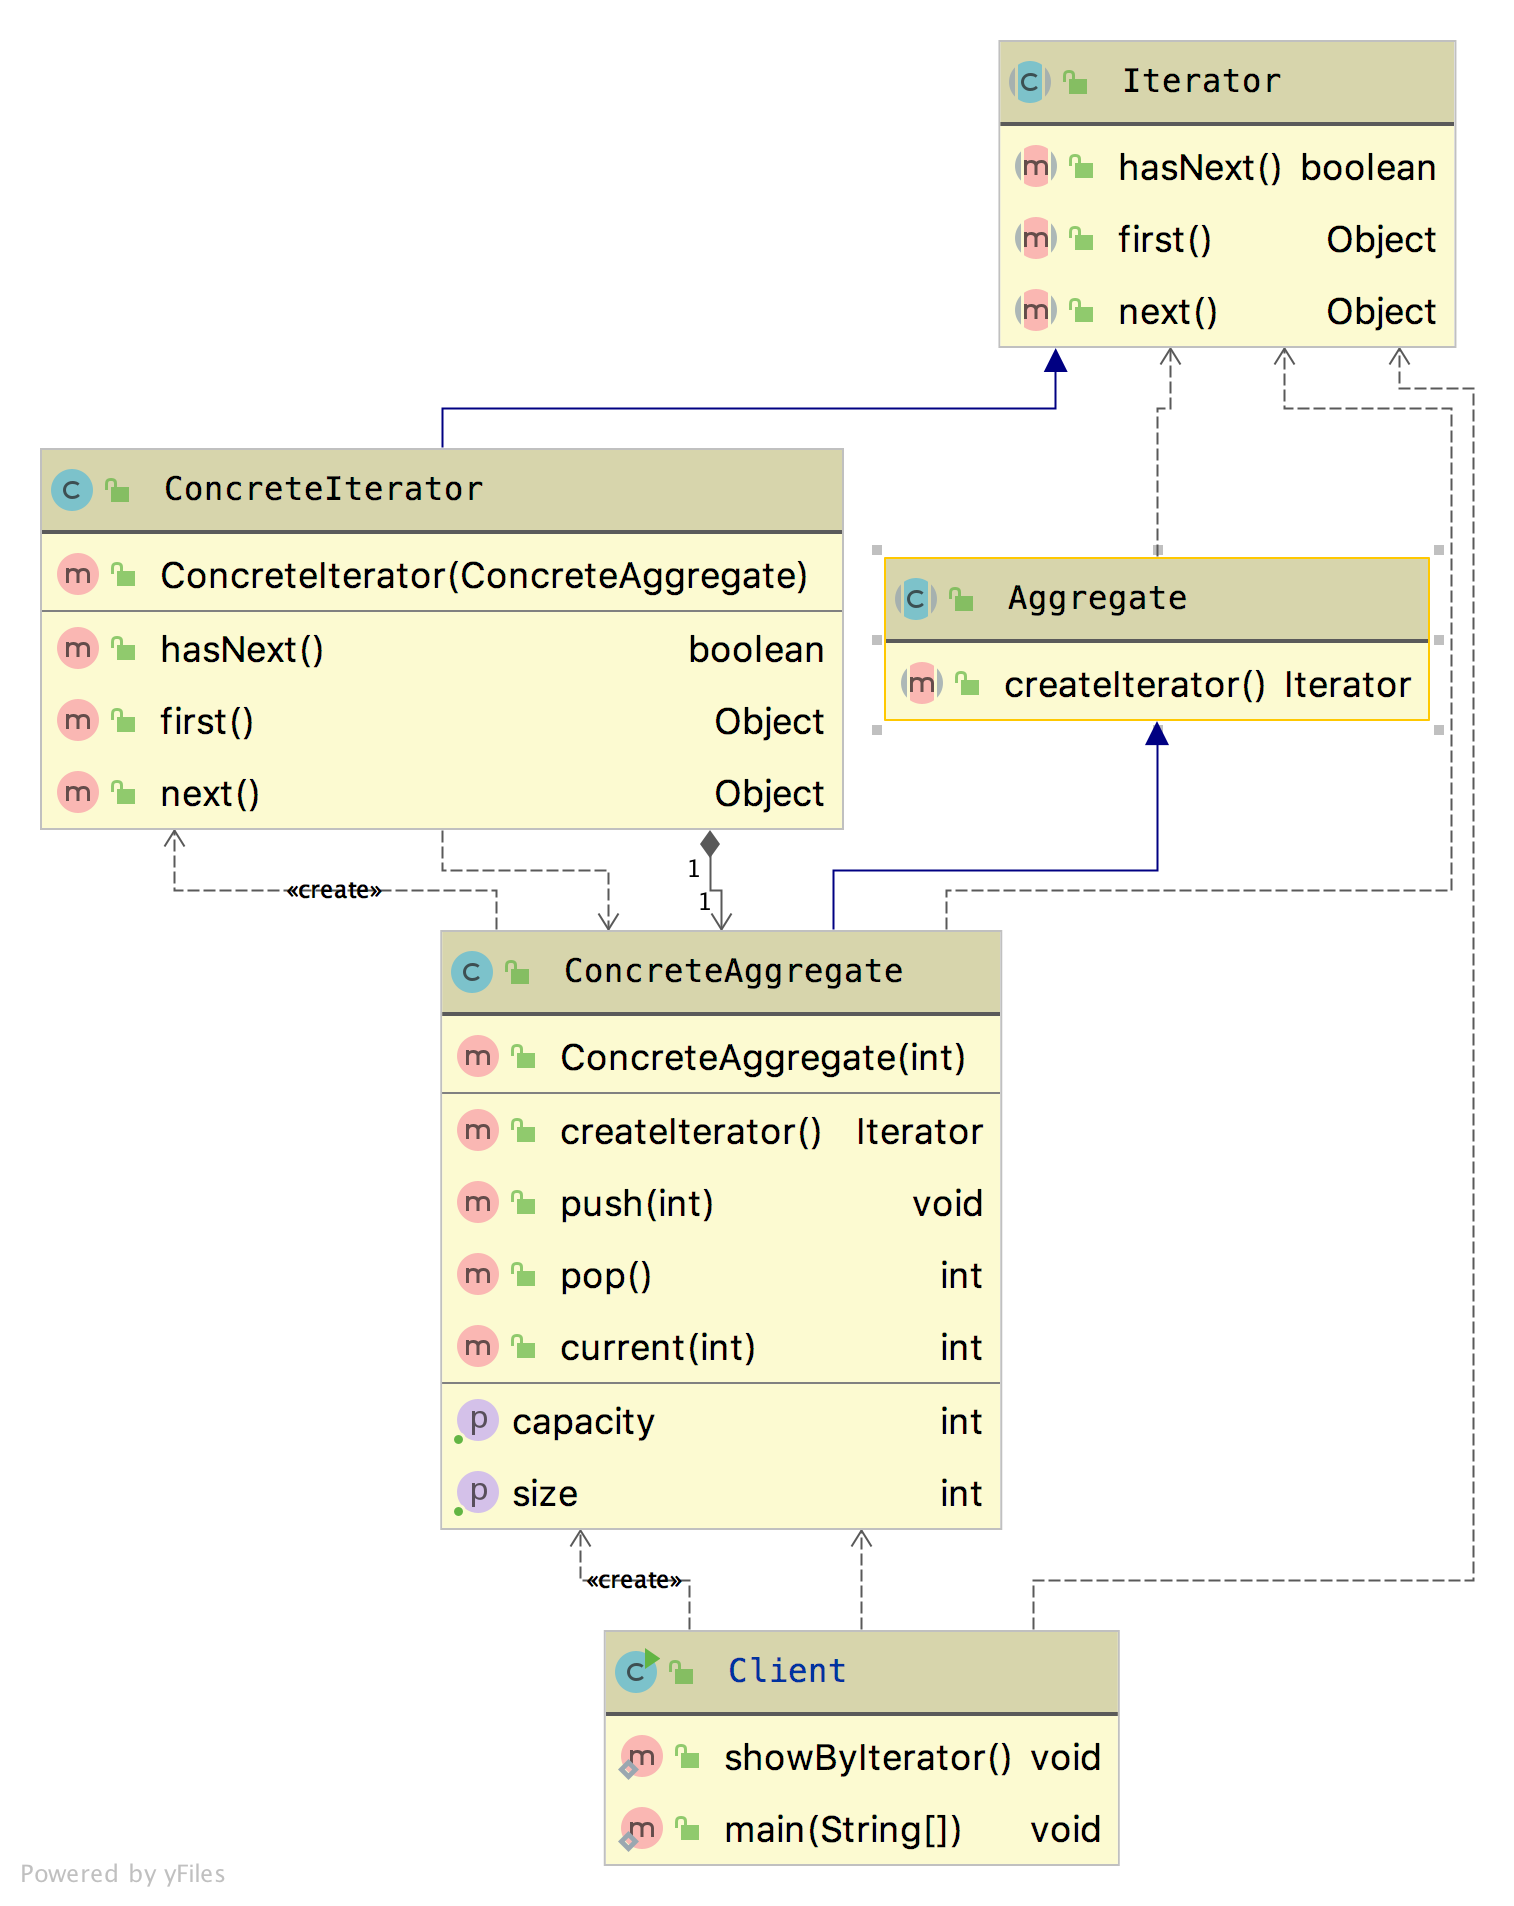 Iterator
hasNext() boolean
first() Object
next() Object
ConcreteIterator
ConcreteIterator(ConcreteAggregate)
hasNext() boolean
first() Object
next() Object
Aggregate
createIterator() Iterator
«create»
1
1
ConcreteAggregate
ConcreteAggregate(int)
createIterator() Iterator
push(int) void
pop() int
current(int) int
capacity int
size int
«create»
Client
showByIterator() void
main(String[]) void
Powered by yFiles